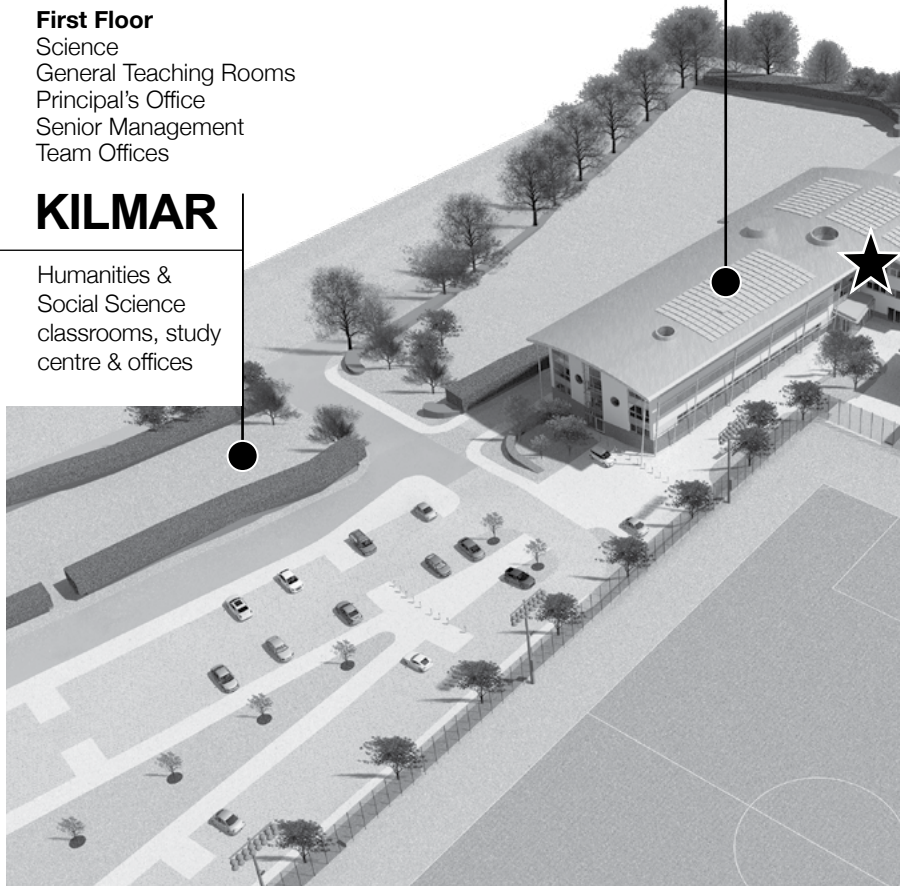 First Floor
Science
General Teaching Rooms
Principal's Office
Senior Management
Team Offices
KILMAR
Humanities &
Social Science
classrooms, study
centre & offices